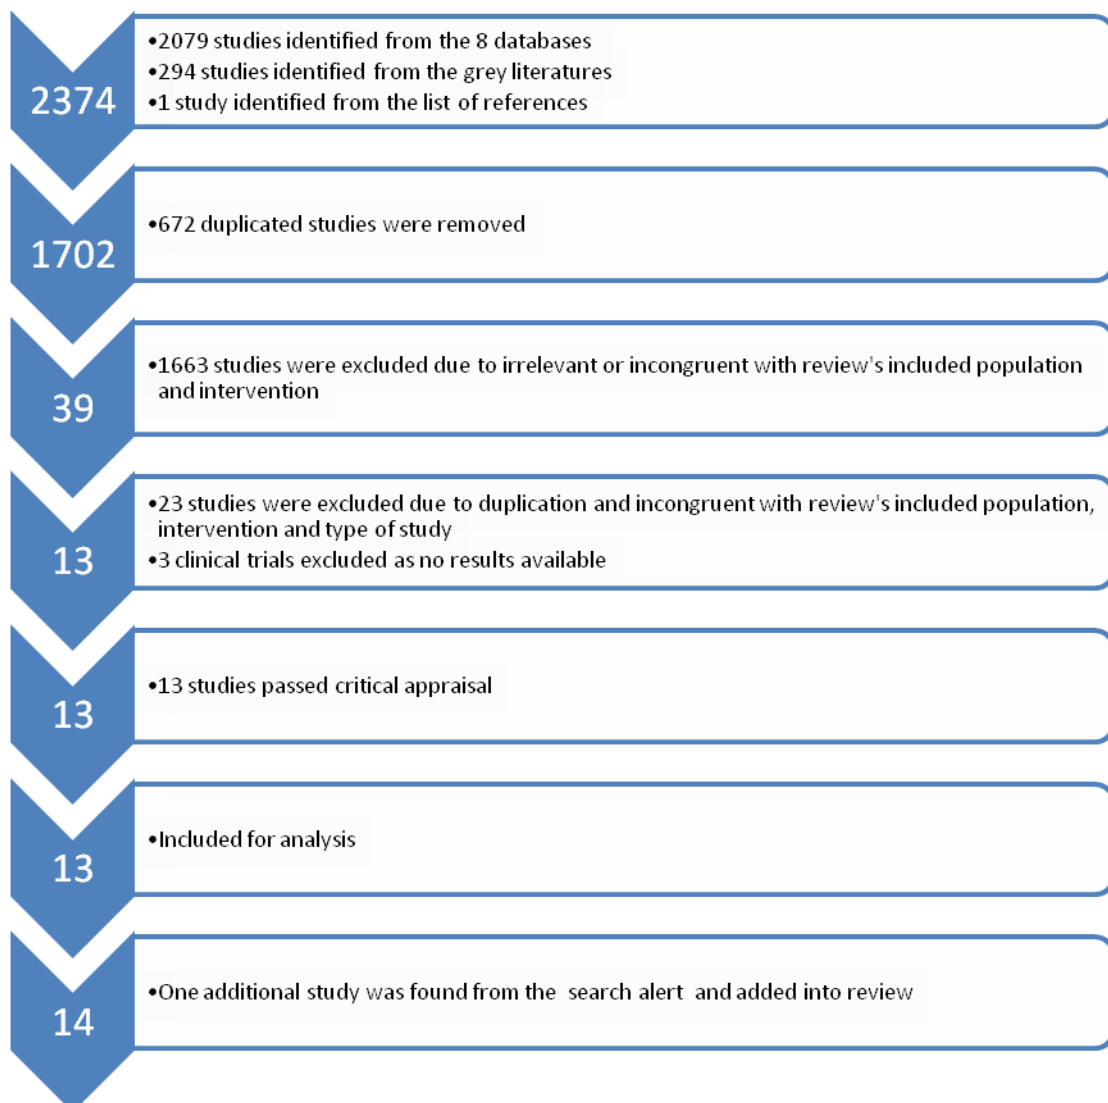 2374
•2079 studies identified from the 8 databases
•294 studies identified from the grey literatures
•1 study identified from the list of references
1702
•672 duplicated studies were removed
39
•1663 studies were excluded due to irrelevant or incongruent with review's included population
and intervention
13
•23 studies were excluded due to duplication and incongruent with review's included population,
intervention and type of study
•3 clinical trials excluded as no results available
13
•13 studies passed critical appraisal
13
•Included for analysis
14
•One additional study was found from the search alert and added into review